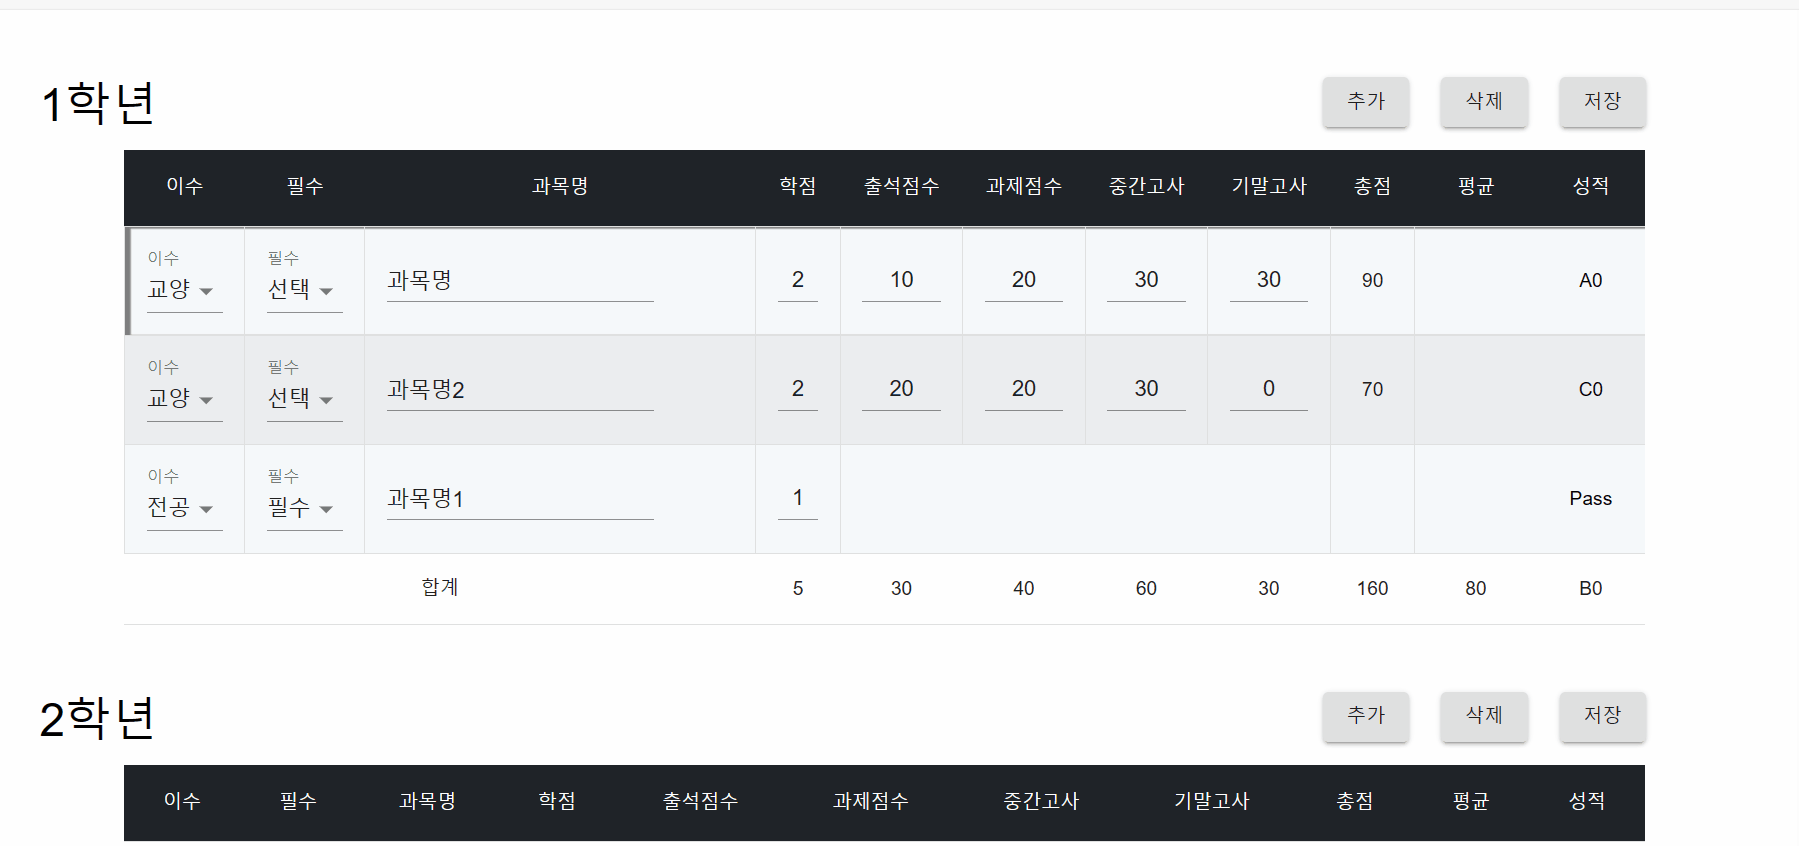 1학년 추가 삭제 저장
이수 필수 과목명 학점 출석점수 과제점수 중간고사 기말고사 총점 평균 성적
이수 필수
교양 선택 과목명 2 10 20 30 30 90 A0
이수 필수
교양 선택 과목명2 2 20 20 30 0 70 C0
이수 필수
전공 필수 과목명1 1 Pass
합계 5 30 40 60 30 160 80 B0
2학년 추가 삭제 저장
이수 필수 과목명 학점 출석점수 과제점수 중간고사 기말고사 총점 평균 성적